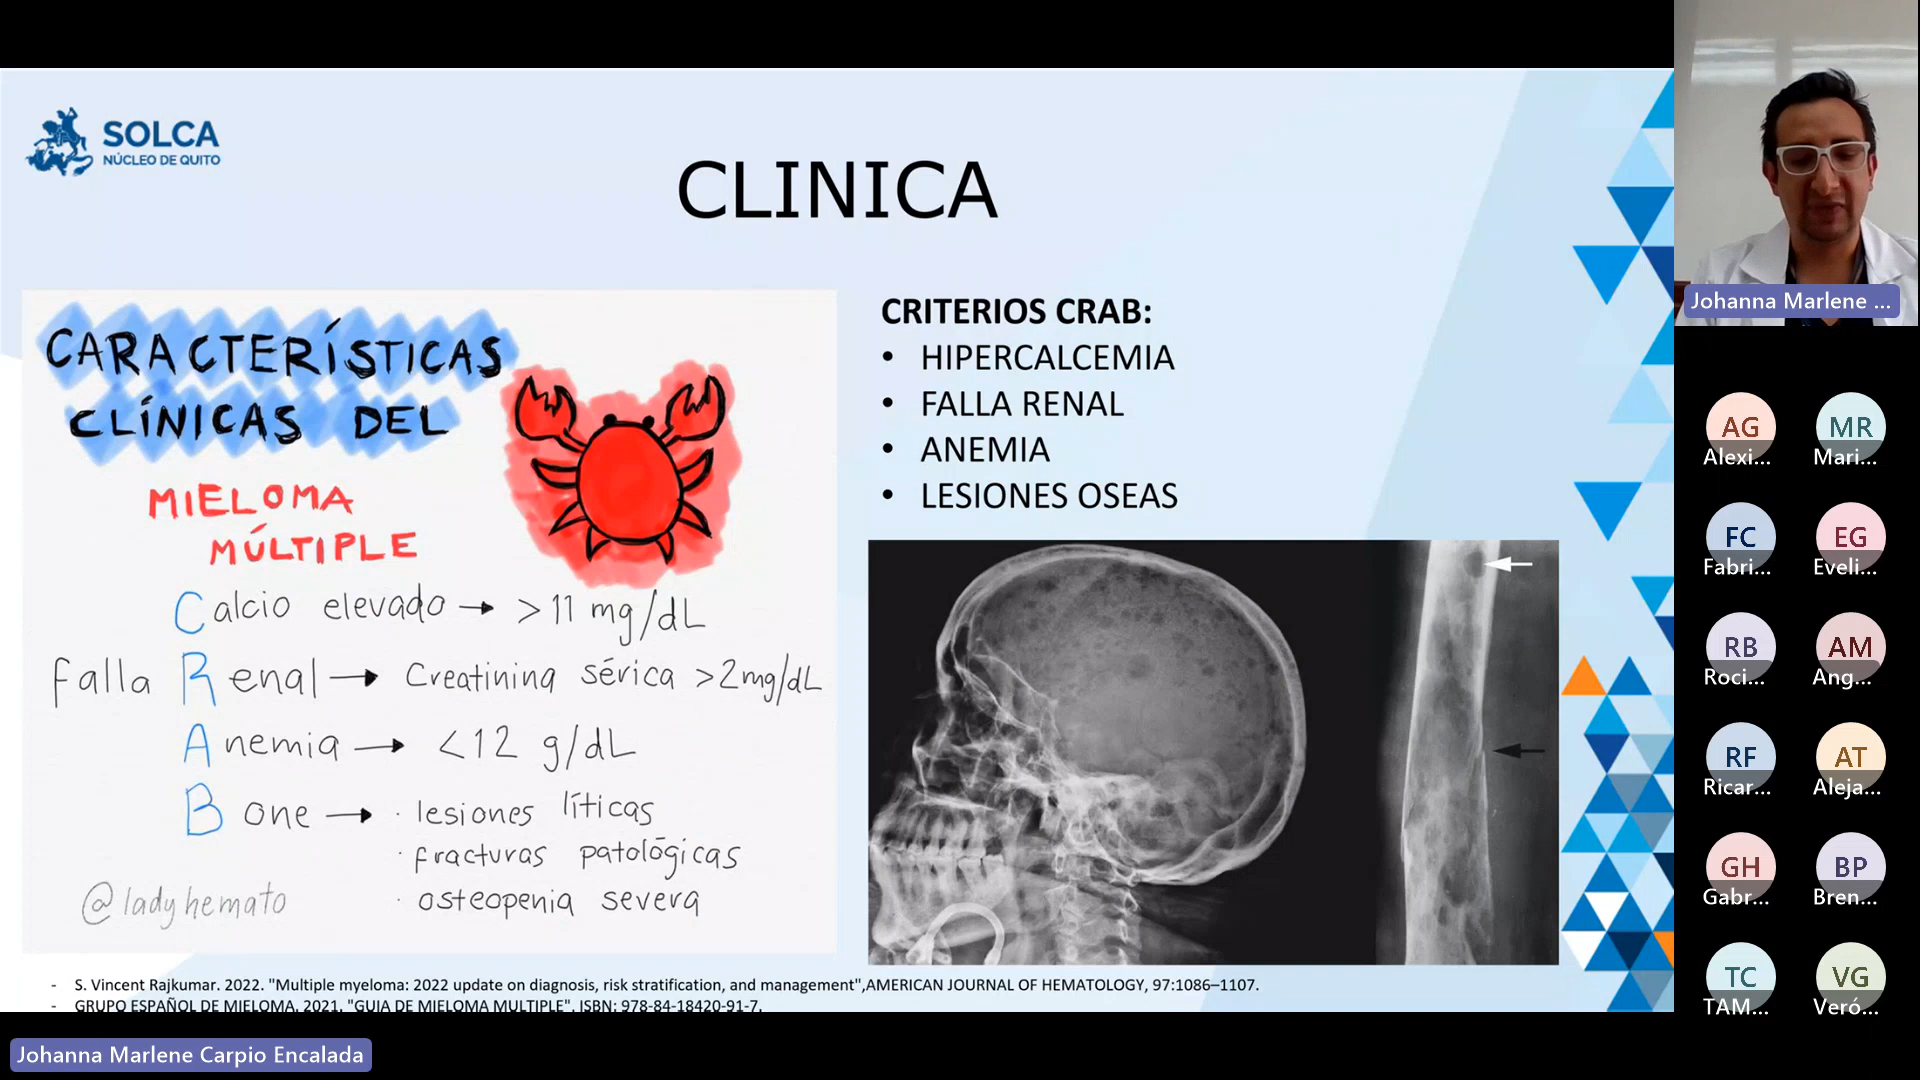 SOLCA
NÚCLEO DE QUITO
CLINICA
CARACTERÍSTICAS
CLÍNICAS DEL
MIELOMA
MÚLTIPLE
Calcio elevado → >11 mg/dL
Falla Renal → Creatinina sérica >2mg/dL
Anemia → <12 g/dL
Bone → · lesiones líticas
· fracturas patológicas
· osteopenia severa
@ladyhemato
CRITERIOS CRAB:
• HIPERCALCEMIA
• FALLA RENAL
• ANEMIA
• LESIONES OSEAS
- S. Vincent Rajkumar. 2022. "Multiple myeloma: 2022 update on diagnosis, risk stratification, and management",AMERICAN JOURNAL OF HEMATOLOGY, 97:1086–1107.
- GRUPO ESPAÑOL DE MIELOMA. 2021. "GUIA DE MIELOMA MULTIPLE". ISBN: 978-84-18420-91-7.
Johanna Marlene Carpio Encalada
Johanna Marlene ...
AG
Alexi...
MR
Mari...
FC
Fabri...
EG
Eveli...
RB
Roci...
AM
Ang...
RF
Ricar...
AT
Aleja...
GH
Gabr...
BP
Bren...
TC
TAM...
VG
Veró...